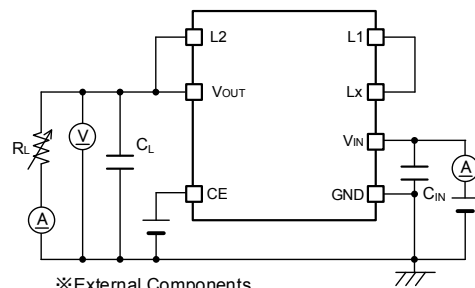 L2 L1
VOUT Lx
RL V CL VIN A
A CE GND CIN
※External Components